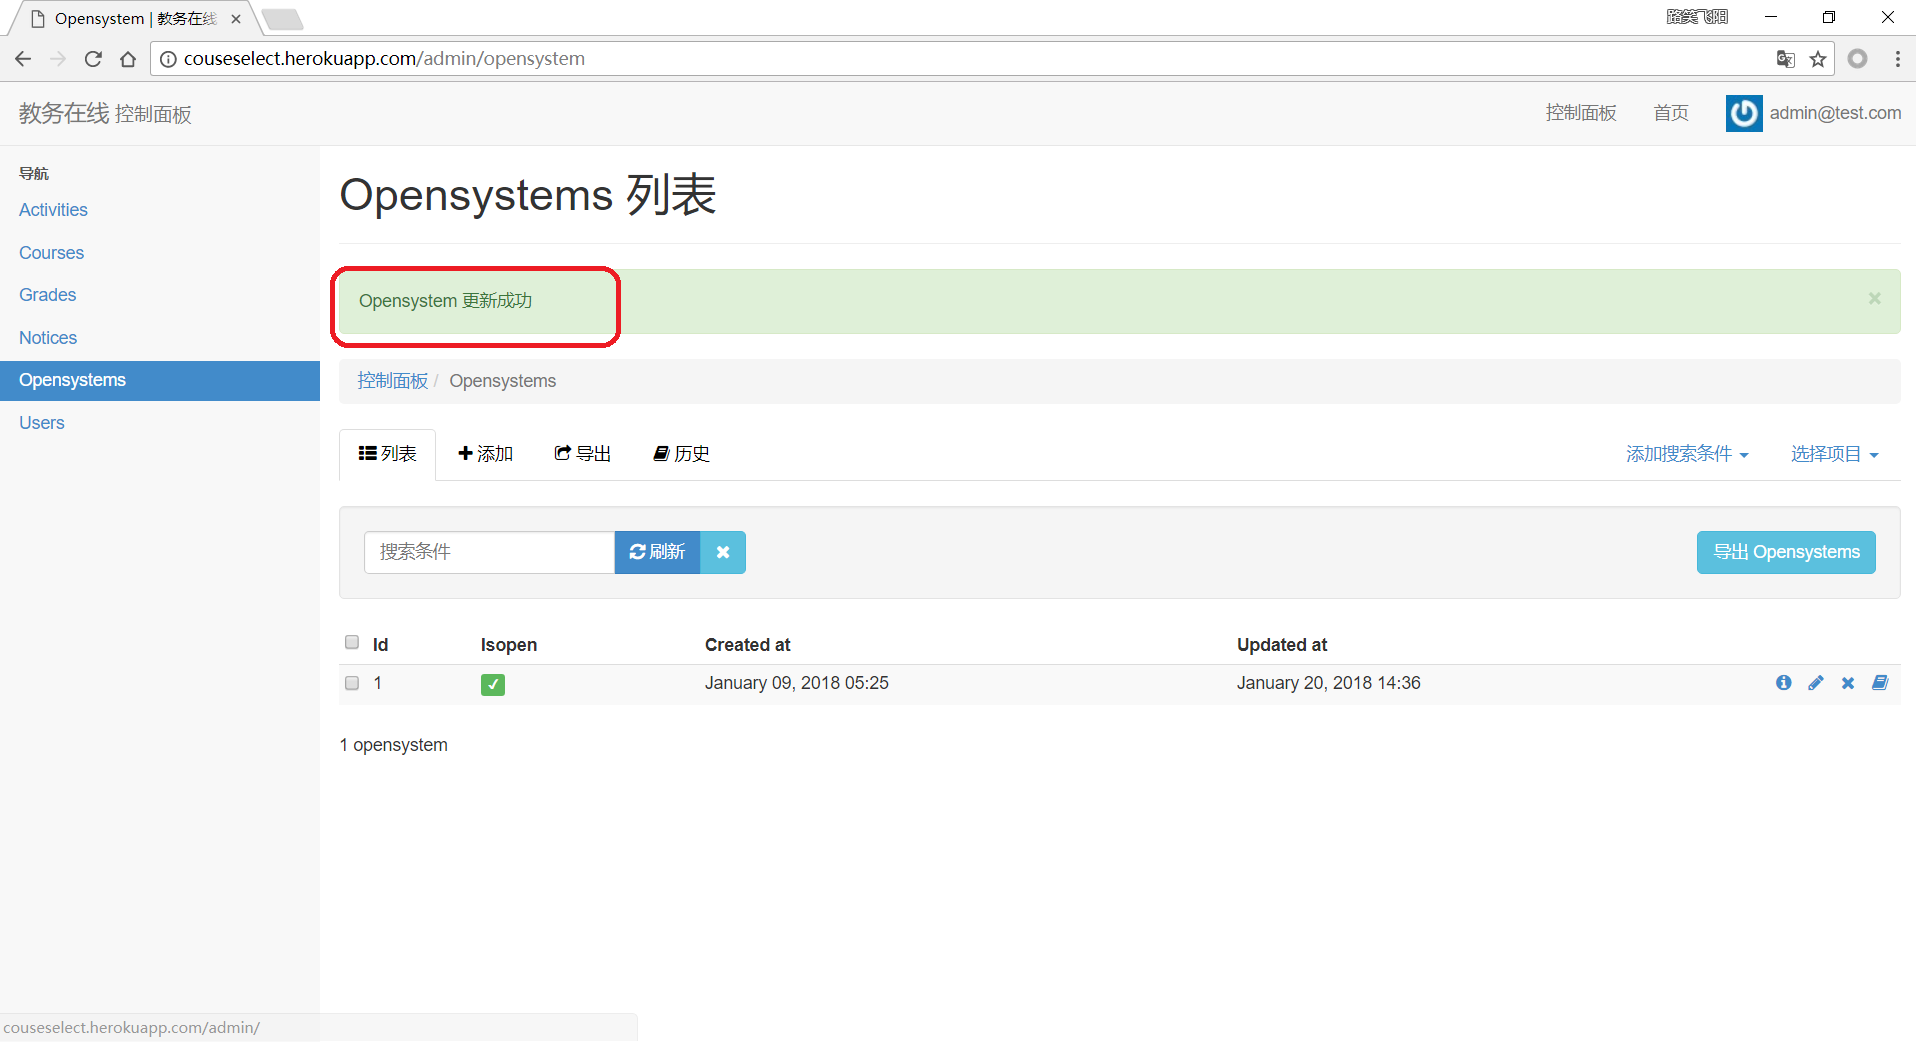 Opensystem | 教务在线
路笑飞阳
couseselect.herokuapp.com/admin/opensystem
教务在线 控制面板
控制面板 首页 admin@test.com
导航
Activities
Courses
Grades
Notices
Opensystems
Users
Opensystems 列表
Opensystem 更新成功
×
控制面板 / Opensystems
列表 添加 导出 历史 添加搜索条件 选择项目
搜索条件 刷新 导出 Opensystems
Id Isopen Created at Updated at
1 January 09, 2018 05:25 January 20, 2018 14:36
1 opensystem
couseselect.herokuapp.com/admin/